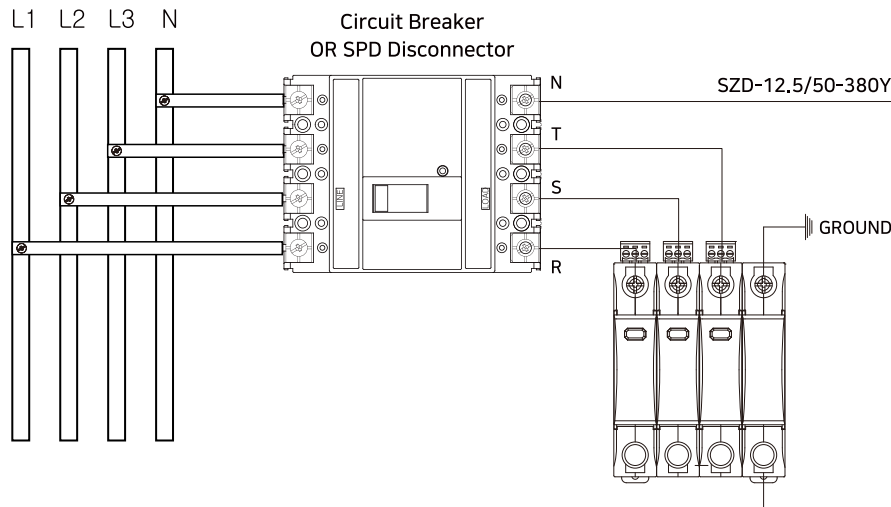 L1 L2 L3 N
Circuit Breaker
OR SPD Disconnector
N
SZD-12.5/50-380Y
T
S
R
LINE
LOAD
GROUND